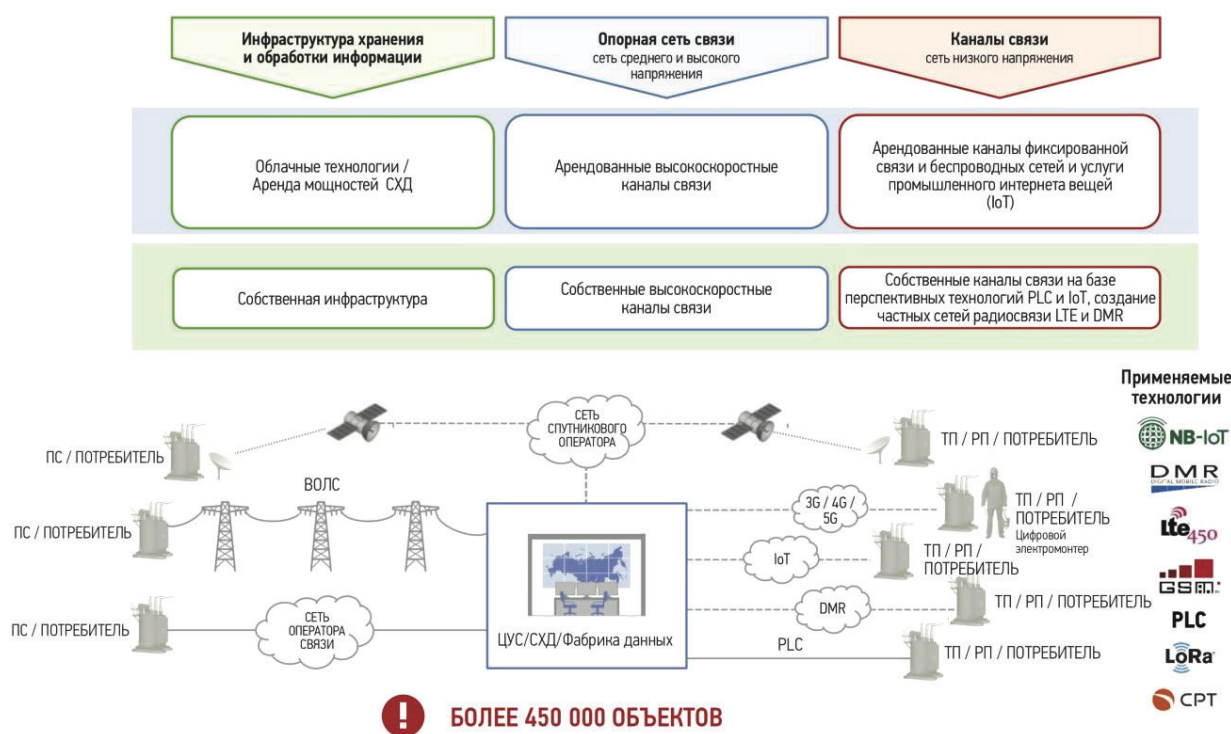 Инфраструктура хранения
и обработки информации
Опорная сеть связи
сеть среднего и высокого
напряжения
Каналы связи
сеть низкого напряжения
Облачные технологии /
Аренда мощностей СХД
Арендованные высокоскоростные
каналы связи
Арендованные каналы фиксированной
связи и беспроводных сетей и услуги
промышленного интернета вещей
(IoT)
Собственная инфраструктура
Собственные высокоскоростные
каналы связи
Собственные каналы связи на базе
перспективных технологий PLC и IoT, создание
частных сетей радиосвязи LTE и DMR
Применяемые
технологии
NB-IoT
DMR
DIGITAL MOBILE RADIO
Lte450
GSM
PLC
LoRa
СРТ
ПС / ПОТРЕБИТЕЛЬ
СЕТЬ
СПУТНИКОВОГО
ОПЕРАТОРА
ТП / РП / ПОТРЕБИТЕЛЬ
ПС / ПОТРЕБИТЕЛЬ
ВОЛС
3G / 4G /
5G
ТП / РП /
ПОТРЕБИТЕЛЬ
Цифровой
электромонтер
IoT
ТП / РП /
ПОТРЕБИТЕЛЬ
DMR
ТП / РП / ПОТРЕБИТЕЛЬ
ПС / ПОТРЕБИТЕЛЬ
СЕТЬ
ОПЕРАТОРА
СВЯЗИ
ЦУС/СХД/Фабрика данных
PLC
ТП / РП / ПОТРЕБИТЕЛЬ
! БОЛЕЕ 450 000 ОБЪЕКТОВ